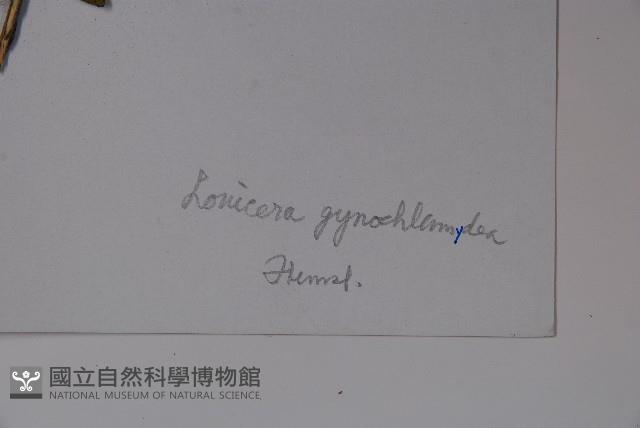 Lonicera gynochlamydea
Hemsl.
國立自然科學博物館
NATIONAL MUSEUM OF NATURAL SCIENCE.